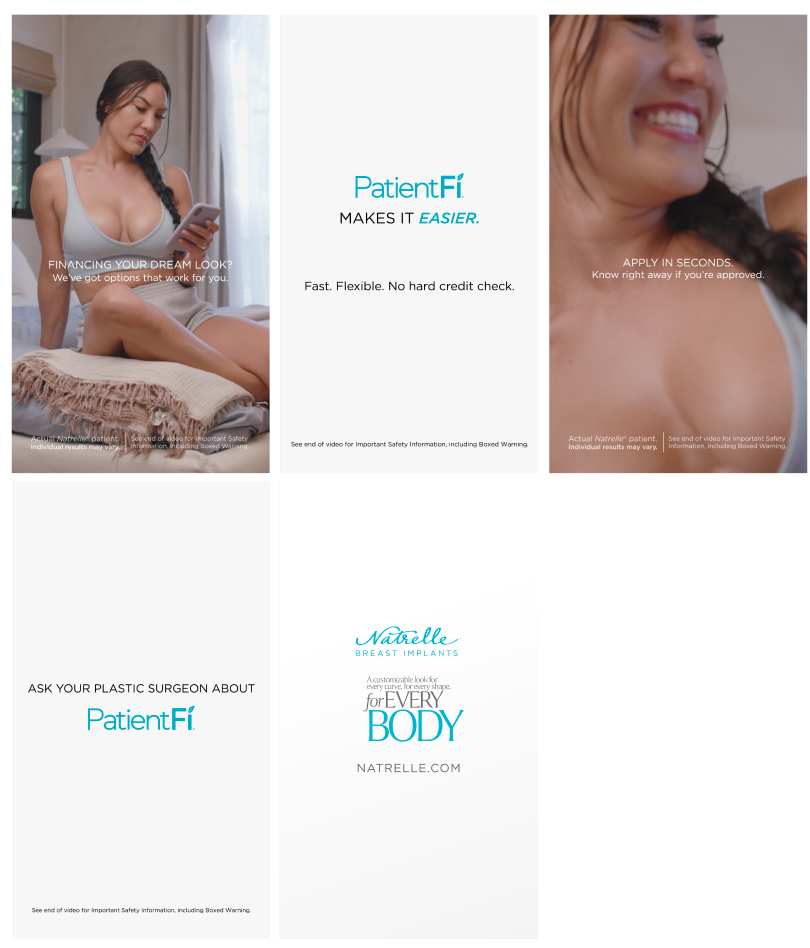 FINANCING YOUR DREAM LOOK?
We've got options that work for you.
Actual Natrelle® patient.
Individual results may vary.
See end of video for Important Safety
Information, including Boxed Warning.
PatientFi
MAKES IT EASIER.
Fast. Flexible. No hard credit check.
See end of video for Important Safety Information, including Boxed Warning.
APPLY IN SECONDS.
Know right away if you're approved.
Actual Natrelle® patient.
Individual results may vary.
See end of video for Important Safety
Information, including Boxed Warning.
ASK YOUR PLASTIC SURGEON ABOUT
PatientFi
See end of video for Important Safety Information, including Boxed Warning.
Natrelle
BREAST IMPLANTS
A customizable look for
every curve, for every shape,
for EVERY
BODY
NATRELLE.COM